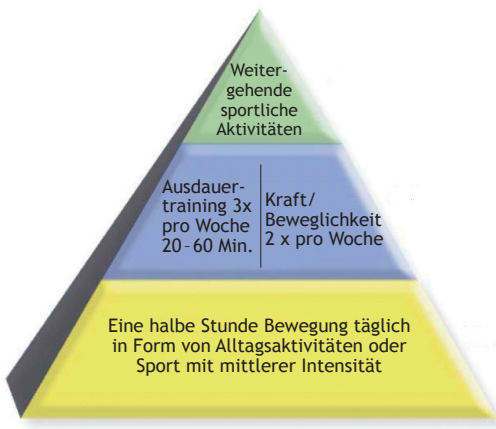 Weiter-
gehende
sportliche
Aktivitäten
Ausdauer-
training 3x
pro Woche
20–60 Min.
Kraft/
Beweglichkeit
2 x pro Woche
Eine halbe Stunde Bewegung täglich
in Form von Alltagsaktivitäten oder
Sport mit mittlerer Intensität